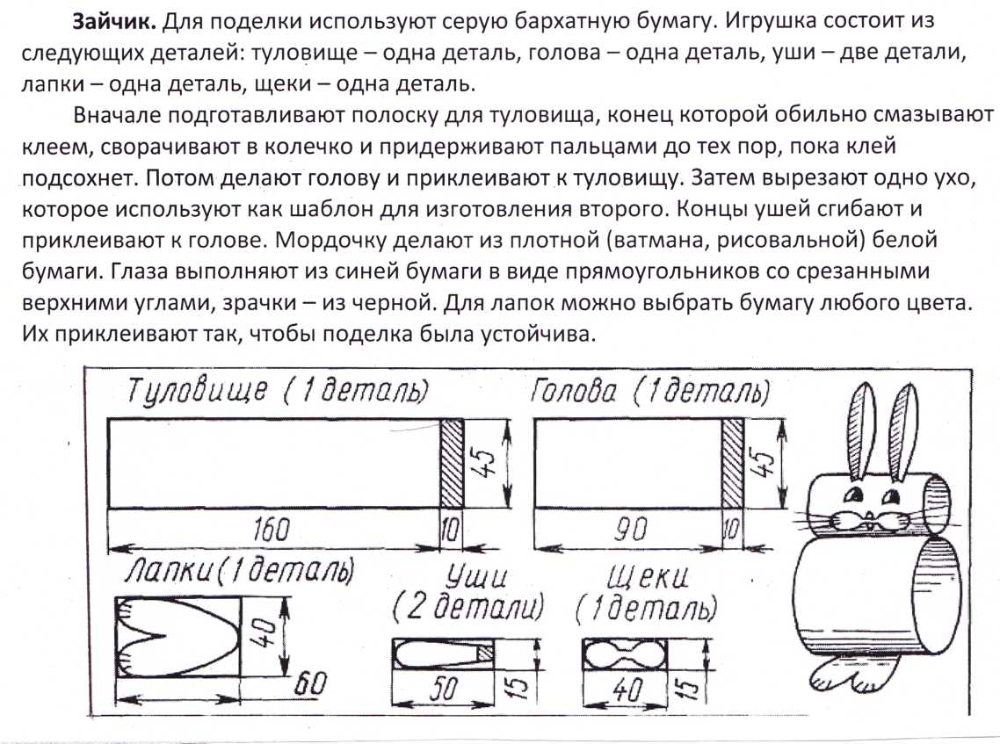 Зайчик. Для поделки используют серую бархатную бумагу. Игрушка состоит из
следующих деталей: туловище – одна деталь, голова – одна деталь, уши – две детали,
лапки – одна деталь, щеки – одна деталь.
Вначале подготавливают полоску для туловища, конец которой обильно смазывают
клеем, сворачивают в колечко и придерживают пальцами до тех пор, пока клей
подсохнет. Потом делают голову и приклеивают к туловищу. Затем вырезают одно ухо,
которое используют как шаблон для изготовления второго. Концы ушей сгибают и
приклеивают к голове. Мордочку делают из плотной (ватмана, рисовальной) белой
бумаги. Глаза выполняют из синей бумаги в виде прямоугольников со срезанными
верхними углами, зрачки – из черной. Для лапок можно выбрать бумагу любого цвета.
Их приклеивают так, чтобы поделка была устойчива.
Туловище (1 деталь)
45
160
10
Голова (1 деталь)
45
90
10
Лапки (1 деталь)
40
60
Уши
(2 детали)
50
15
Щеки
(1 деталь)
40
15